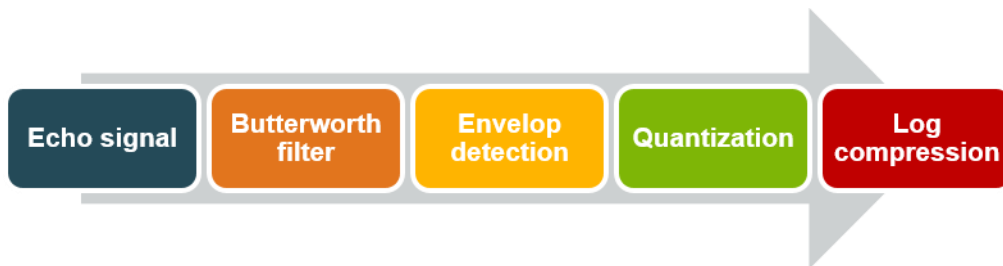 Echo signal
Butterworth
filter
Envelop
detection
Quantization
Log
compression